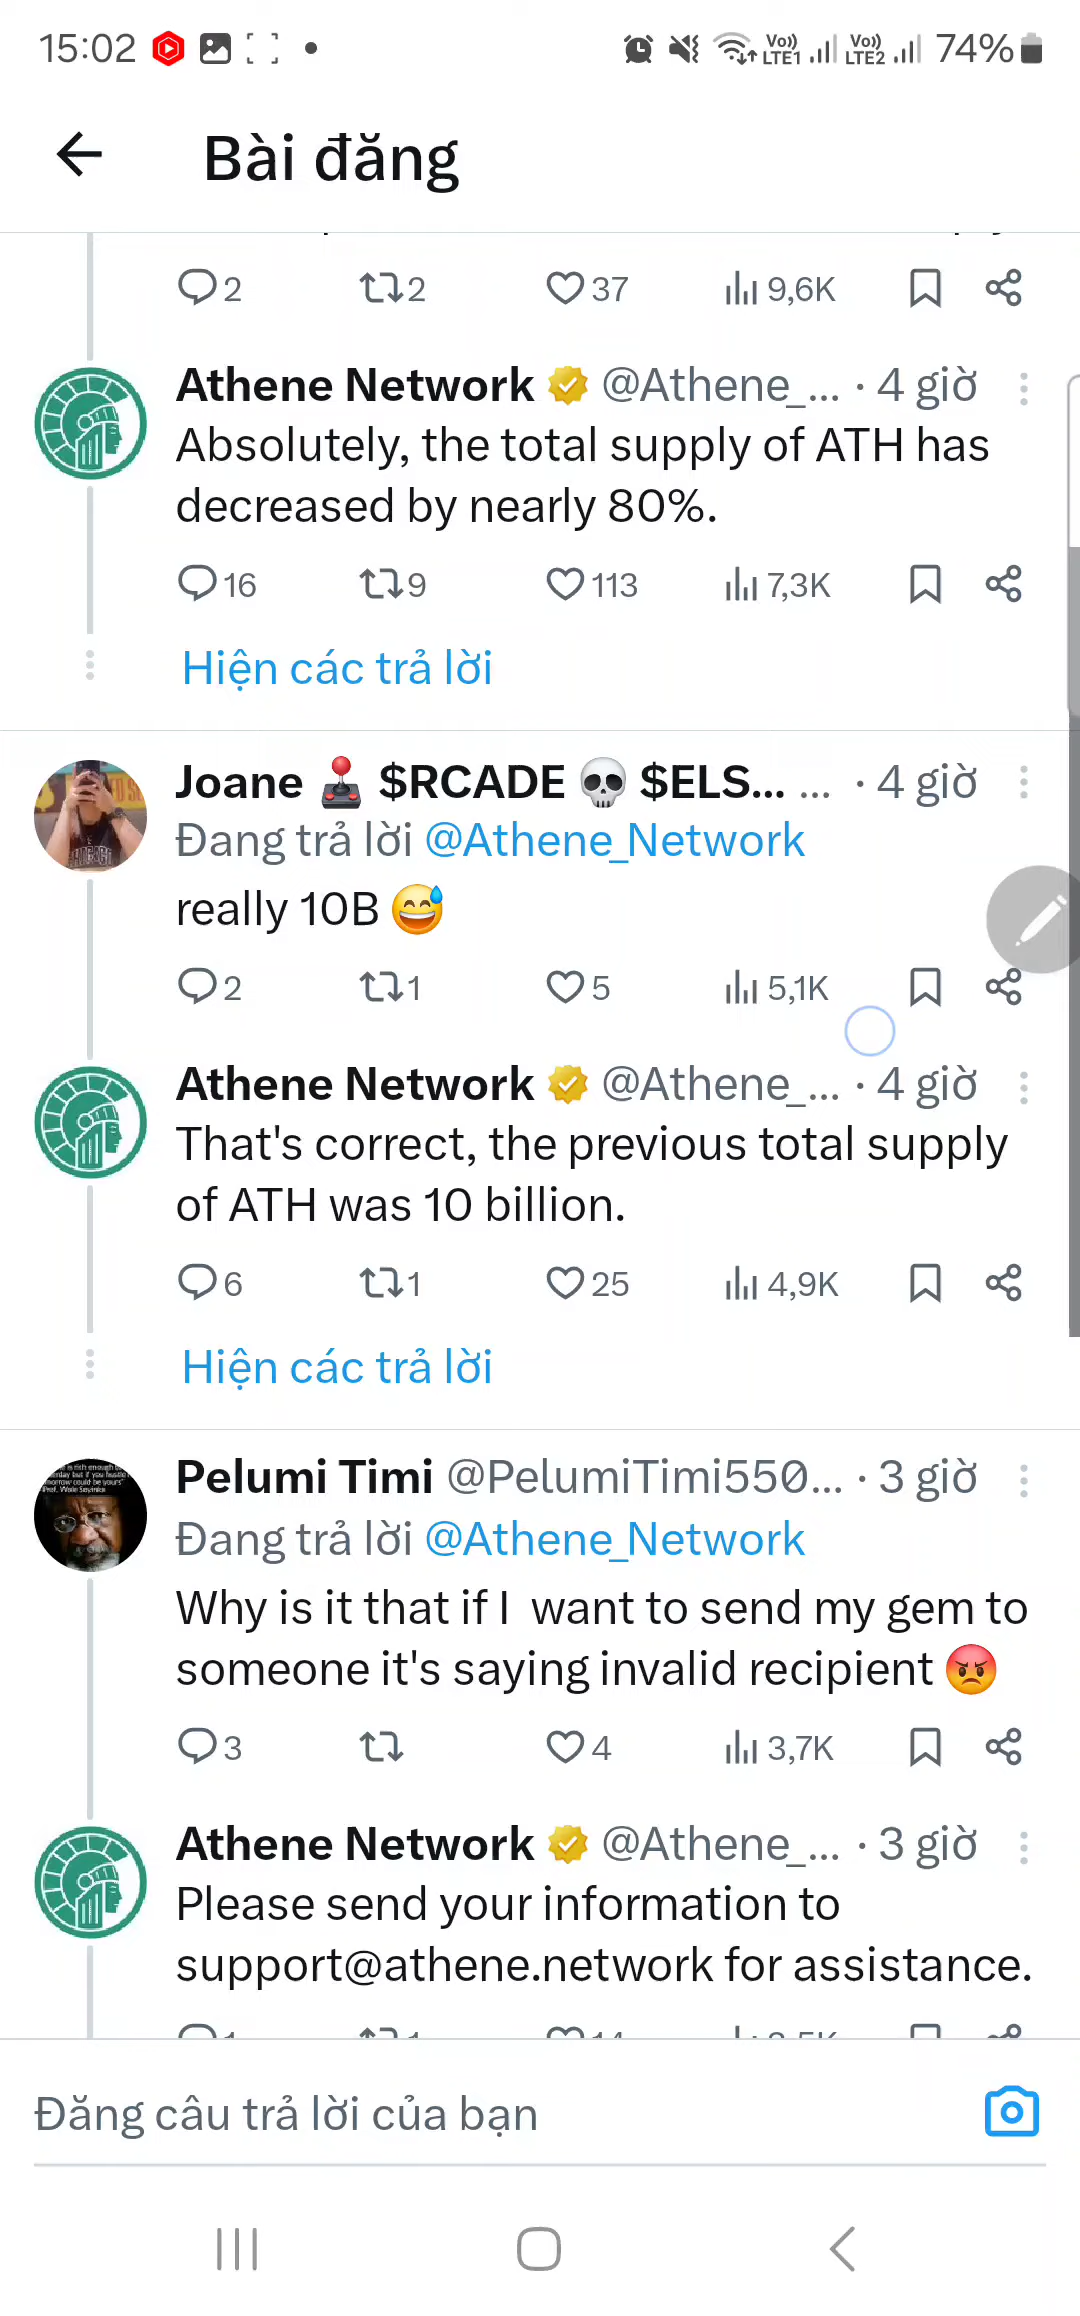 15:02 Vo)) LTE1 Vo)) LTE2 74%
Bài đăng
2 2 37 9,6K
Athene Network @Athene_... · 4 giờ
Absolutely, the total supply of ATH has
decreased by nearly 80%.
16 9 113 7,3K
Hiện các trả lời
Joane 🕹️ $RCADE 💀 $ELS... ... · 4 giờ
Đang trả lời @Athene_Network
really 10B 😅
2 1 5 5,1K
Athene Network @Athene_... · 4 giờ
That's correct, the previous total supply
of ATH was 10 billion.
6 1 25 4,9K
Hiện các trả lời
Pelumi Timi @PelumiTimi550... · 3 giờ
Đang trả lời @Athene_Network
Why is it that if I  want to send my gem to
someone it's saying invalid recipient 😡
3 4 3,7K
Athene Network @Athene_... · 3 giờ
Please send your information to
support@athene.network for assistance.
Đăng câu trả lời của bạn